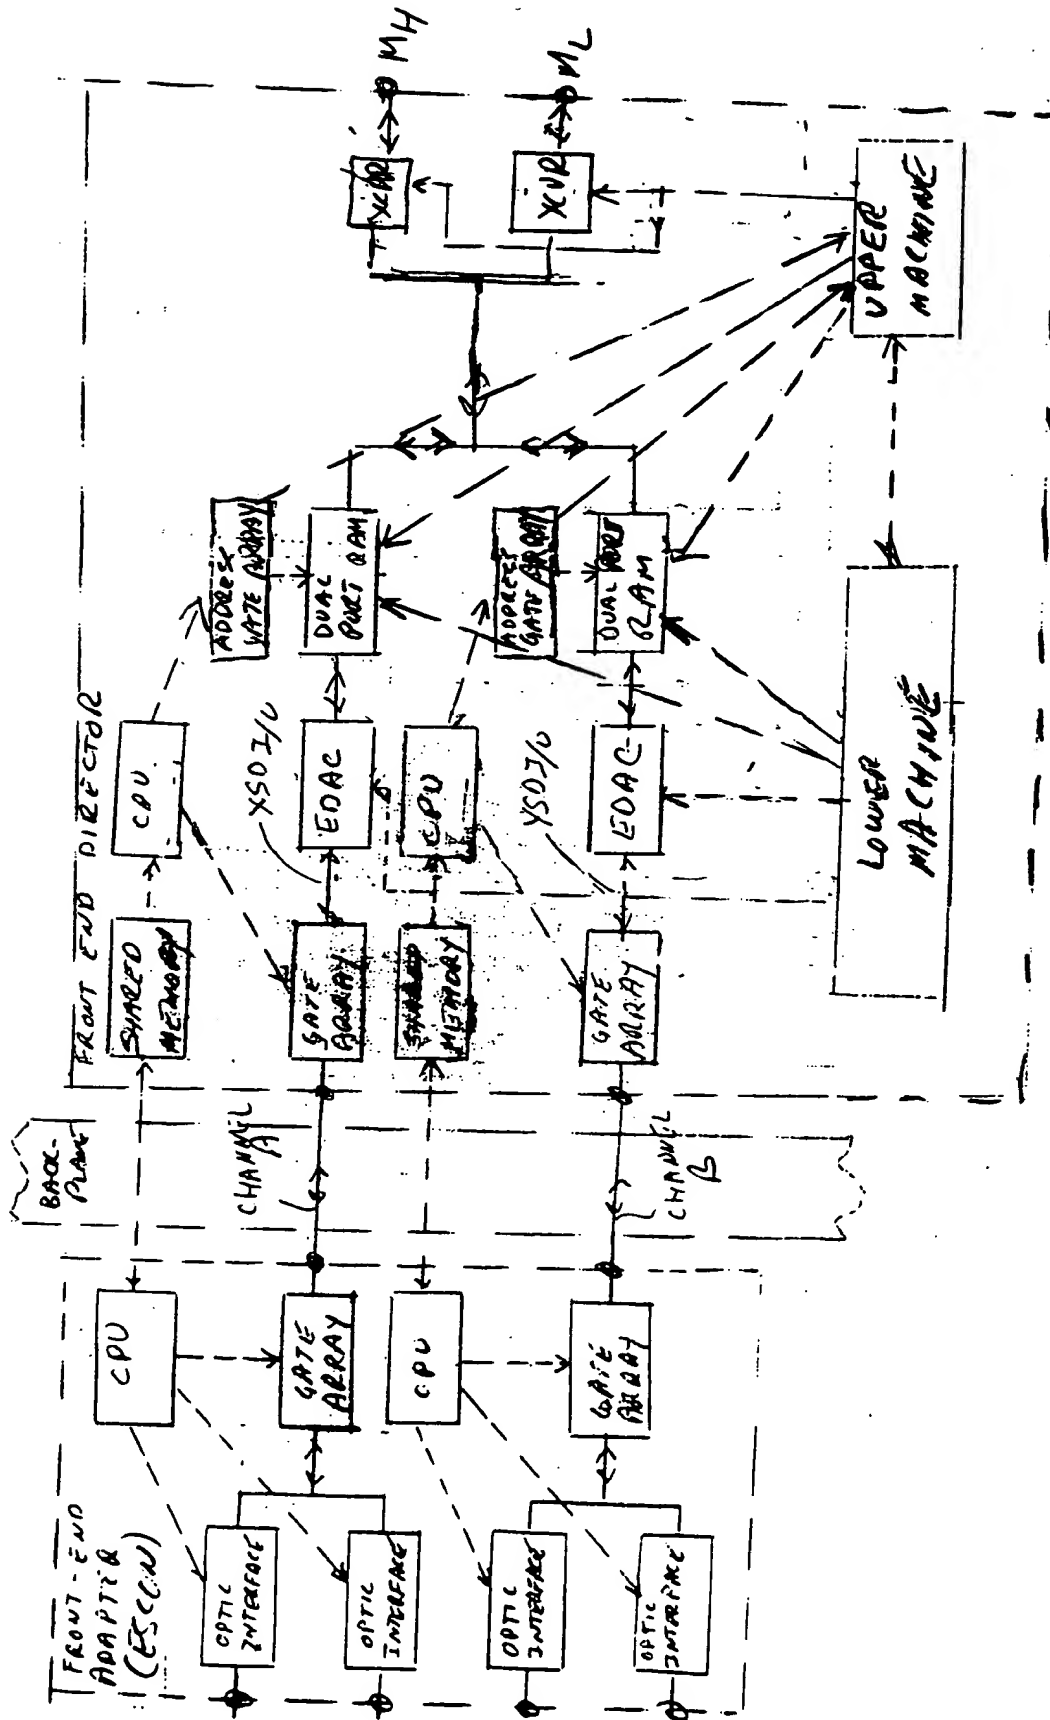 FRONT-END
ADAPTER
(ESCON)
OPTIC
INTERFACE
OPTIC
INTERFACE
OPTIC
INTERFACE
OPTIC
INTERFACE
CPU
GATE
ARRAY
CPU
GATE
ARRAY
BACK-
PLANE
CHANNEL
A
CHANNEL
B
FRONT END DIRECTOR
SHARED
MEMORY
CPU
ADDRESS
GATE ARRAY
GATE
ARRAY
XSD I/O
EDAC
DUAL
PORT RAM
SHARED
MEMORY
CPU
ADDRESS
GATE ARRAY
GATE
ARRAY
YSD I/O
EDAC
DUAL PORT
RAM
LOWER
MACHINE
UPPER
MACHINE
XCVR
XCVR
MH
ML